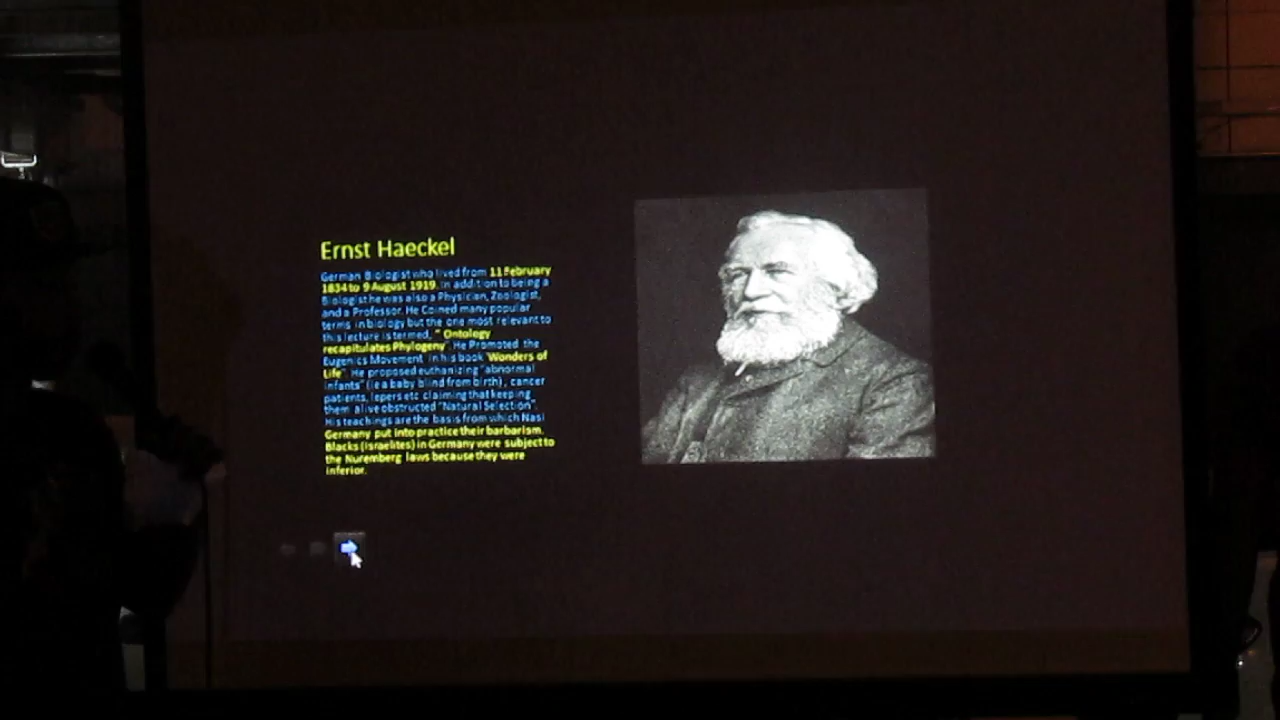 Ernst Haeckel
German Biologist who lived from 11 February
1834 to 9 August 1919. In addition to being a
Biologist he was also a Physician, Zoologist,
and a Professor. He Coined many popular
terms in biology but the one most relevant to
this lecture is termed, " Ontology
recapitulates Phylogeny". He Promoted the
Eugenics Movement in his book "Wonders of
Life". He proposed euthanizing "abnormal
infants" (ie a baby blind from birth), cancer
patients, lepers etc claiming that keeping
them alive obstructed "Natural Selection".
His teachings are the basis from which Nasi
Germany put into practice their barbarism.
Blacks (Israelites) in Germany were subject to
the Nuremberg laws because they were
inferior.